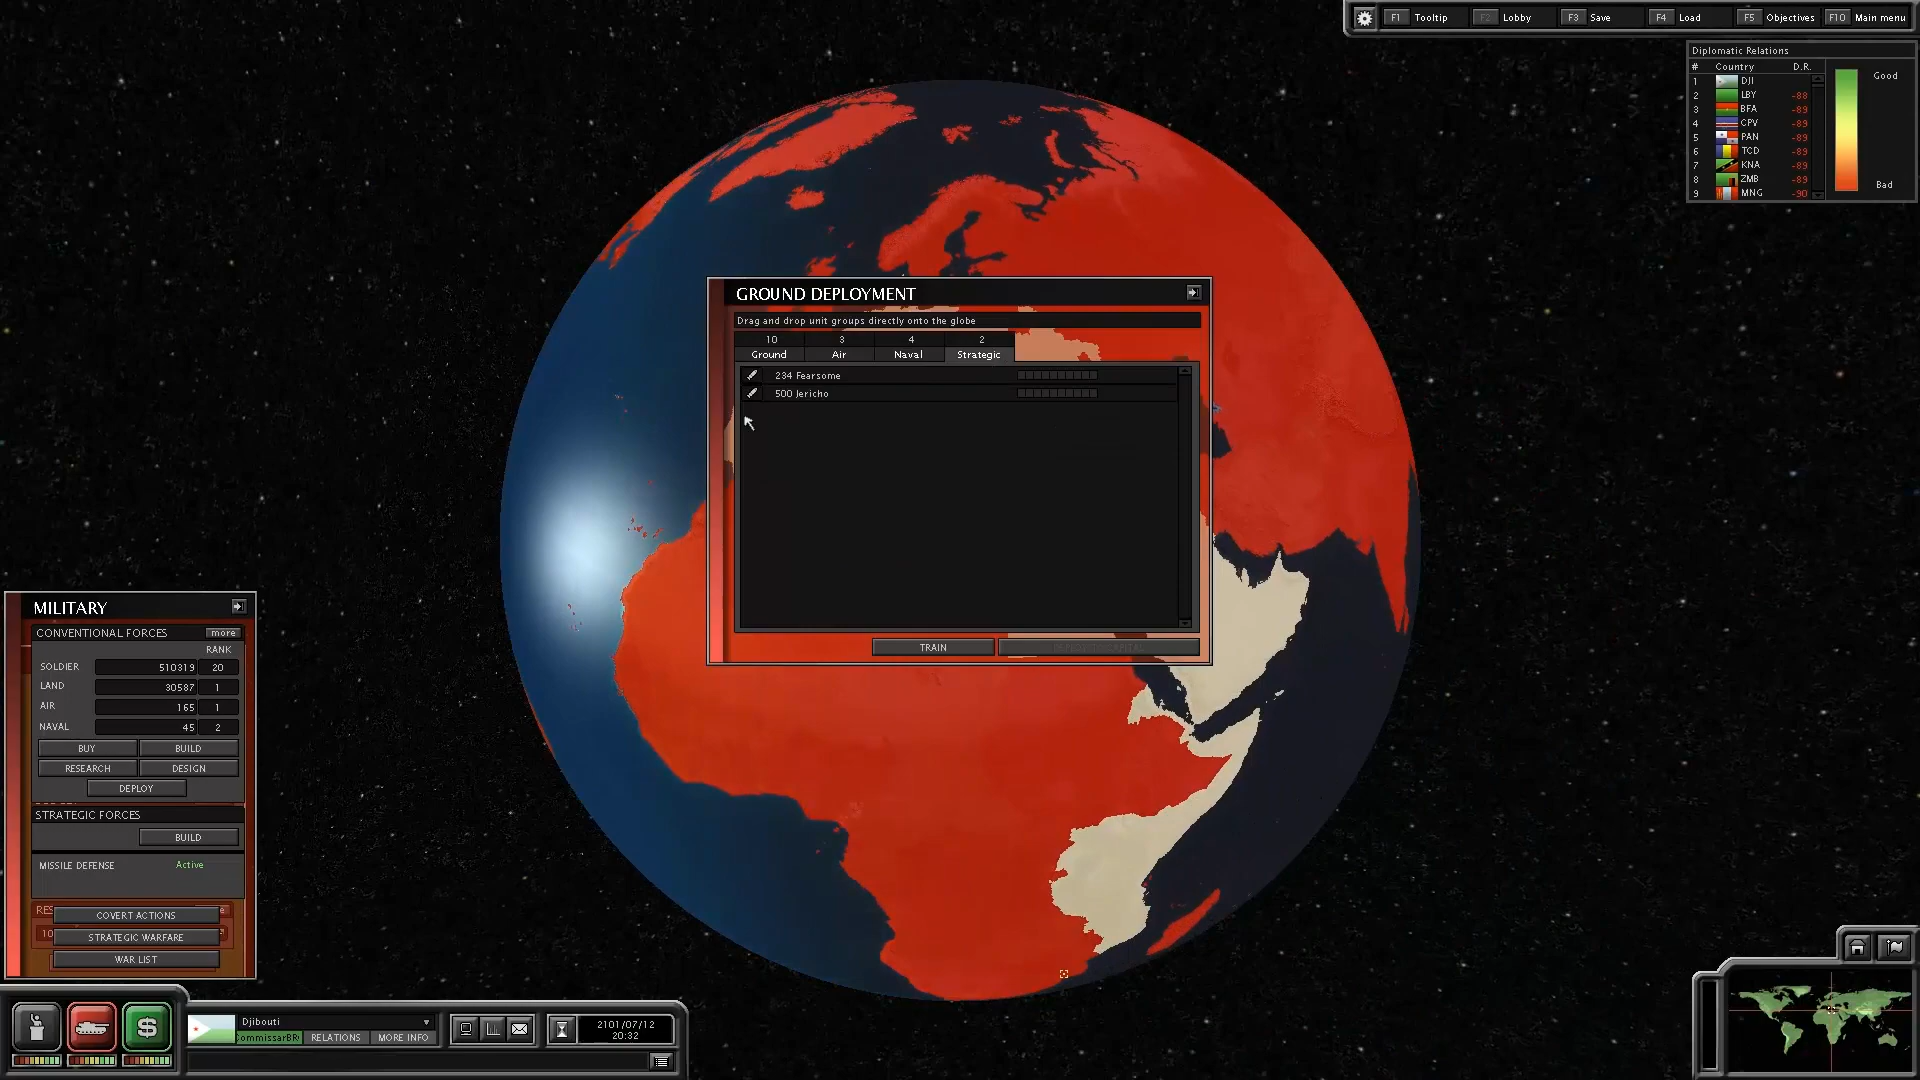 F1 Tooltip
F2 Lobby
F3 Save
F4 Load
F5 Objectives
F10 Main menu
Diplomatic Relations
# Country D.R.
1 DJI
2 LBY -88
3 BFA -89
4 CPV -89
5 PAN -89
6 TCD -89
7 KNA -89
8 ZMB -89
9 MNG -90
Good
Bad
GROUND DEPLOYMENT
Drag and drop unit groups directly onto the globe
10 3 4 2
Ground Air Naval Strategic
234 Fearsome
500 Jericho
TRAIN
MILITARY
CONVENTIONAL FORCES more
RANK
SOLDIER 510319 20
LAND 30587 1
AIR 165 1
NAVAL 45 2
BUY BUILD
RESEARCH DESIGN
DEPLOY
STRATEGIC FORCES
BUILD
MISSILE DEFENSE Active
RES
COVERT ACTIONS
10
STRATEGIC WARFARE
WAR LIST
$
Djibouti
CommissarBR
RELATIONS
MORE INFO
2101/07/12
20:32